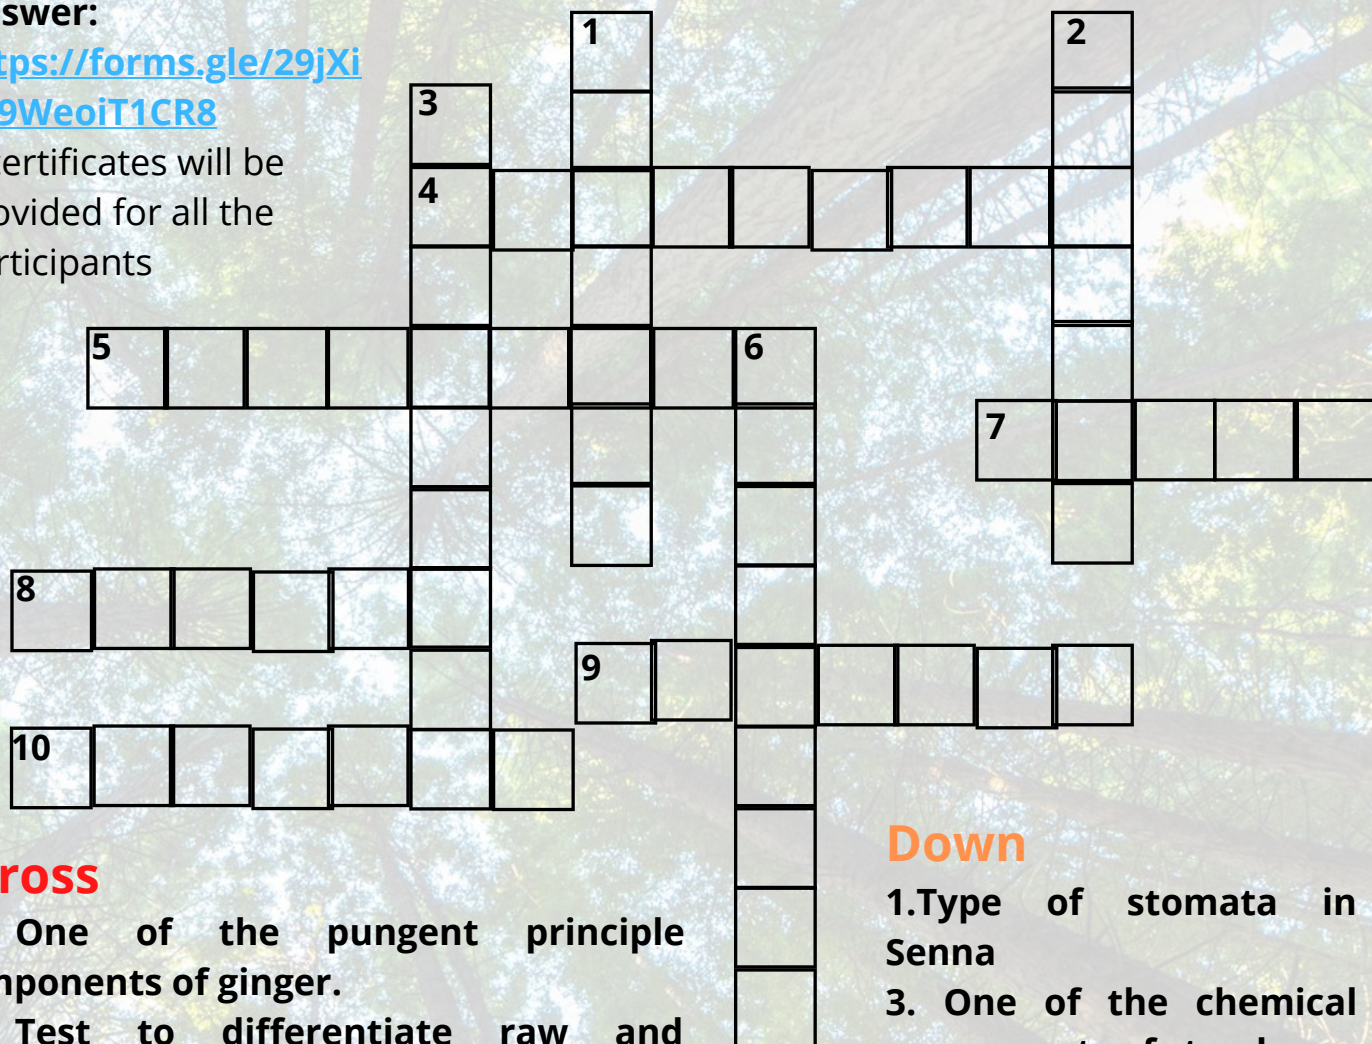 swer:
tps://forms.gle/29jXi
9WeoiT1CR8
ertificates will be
ovided for all the
rticipants
1
2
3
4
5
6
7
8
9
10
ross
One of the pungent principle
nponents of ginger.
Test to differentiate raw and
Down
1.Type of stomata in
Senna
3. One of the chemical